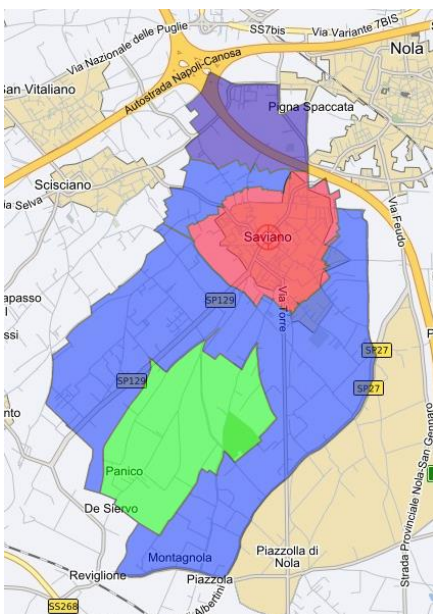 SS7bis
Via Variante 7BIS
Via Nazionale delle Puglie
Nola
Autostrada Napoli-Canosa
San Vitaliano
Pigna Spaccata
Scisciano
Via Feudo
Saviano
Via Torre
SP129
SP27
SP129
SP27
Panico
De Siervo
Strada Provinciale Nola-San Gennaro
Montagnola
Piazzolla di
Nola
Reviglione
Piazzola
SS268